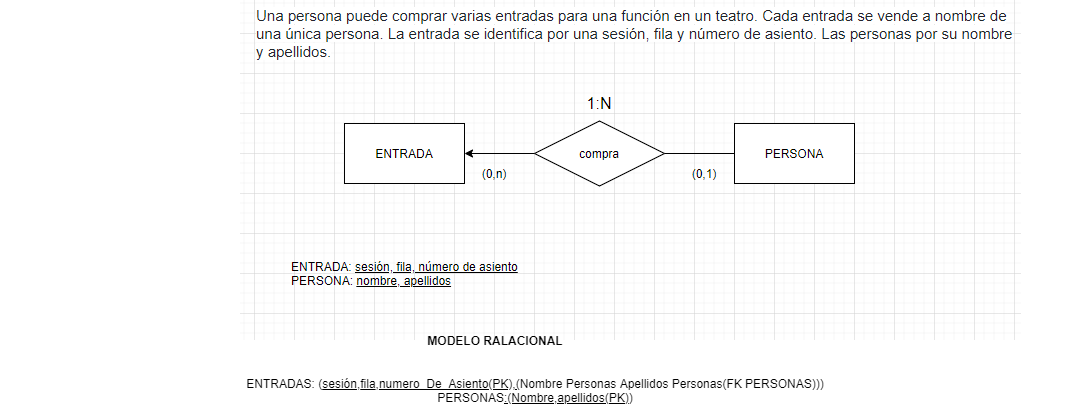 Una persona puede comprar varias entradas para una función en un teatro. Cada entrada se vende a nombre de
una única persona. La entrada se identifica por una sesión, fila y número de asiento. Las personas por su nombre
y apellidos.
1:N
ENTRADA
compra
PERSONA
(0,n)
(0,1)
ENTRADA: sesión, fila, número de asiento
PERSONA: nombre, apellidos
MODELO RALACIONAL
ENTRADAS: (sesión,fila,numero_De_Asiento(PK),(Nombre Personas Apellidos Personas(FK PERSONAS)))
PERSONAS:(Nombre,apellidos(PK))